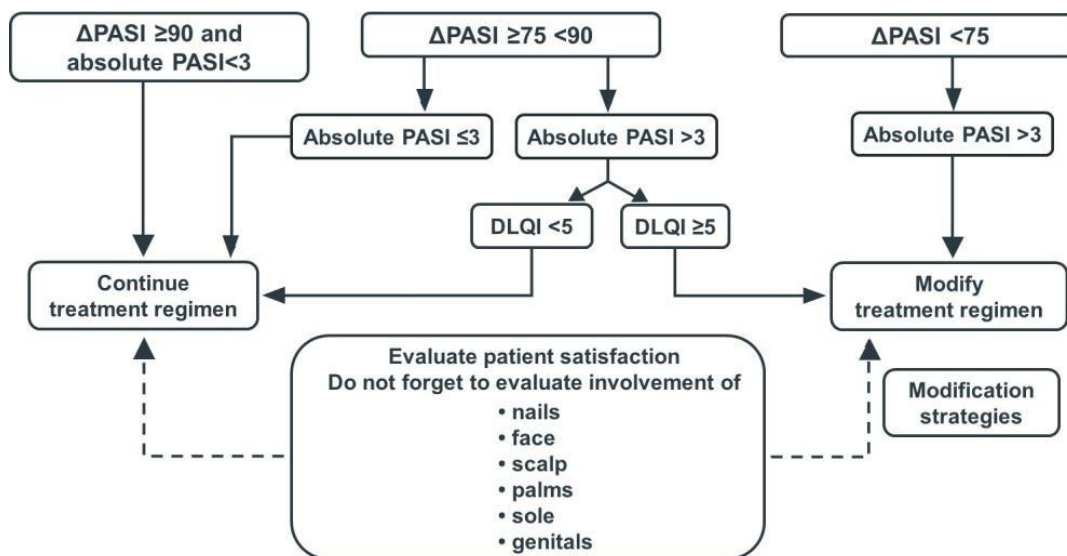 ΔPASI ≥90 and
absolute PASI<3
ΔPASI ≥75 <90
ΔPASI <75
Absolute PASI ≤3
Absolute PASI >3
Absolute PASI >3
DLQI <5
DLQI ≥5
Continue
treatment regimen
Modify
treatment regimen
Evaluate patient satisfaction
Do not forget to evaluate involvement of
• nails
• face
• scalp
• palms
• sole
• genitals
Modification
strategies